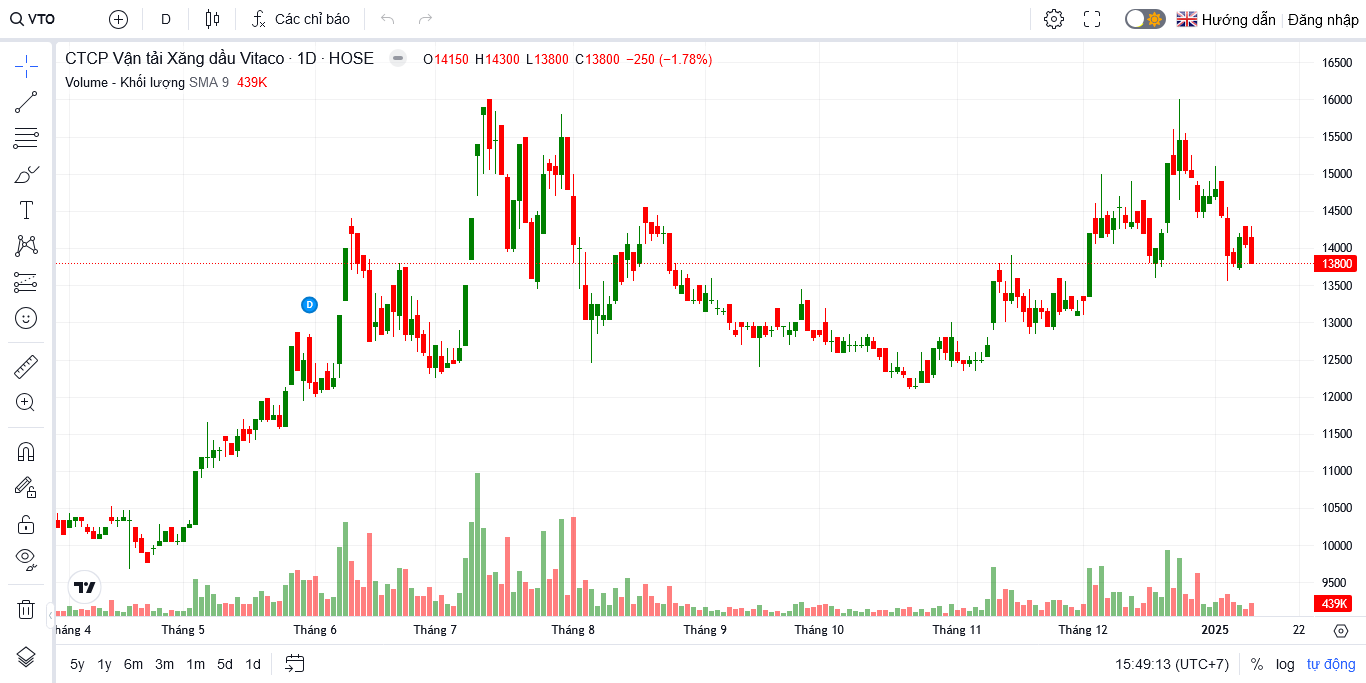 VTO D Các chỉ báo Hướng dẫn Đăng nhập
CTCP Vận tải Xăng dầu Vitaco · 1D · HOSE O14150 H14300 L13800 C13800 −250 (−1.78%)
Volume - Khối lượng SMA 9 439K
16500
16000
15500
15000
14500
14000
13800
13500
D
13000
12500
12000
11500
11000
10500
10000
9500
439K
háng 4 Tháng 5 Tháng 6 Tháng 7 Tháng 8 Tháng 9 Tháng 10 Tháng 11 Tháng 12 2025 22
5y 1y 6m 3m 1m 5d 1d 15:49:13 (UTC+7) % log tự động